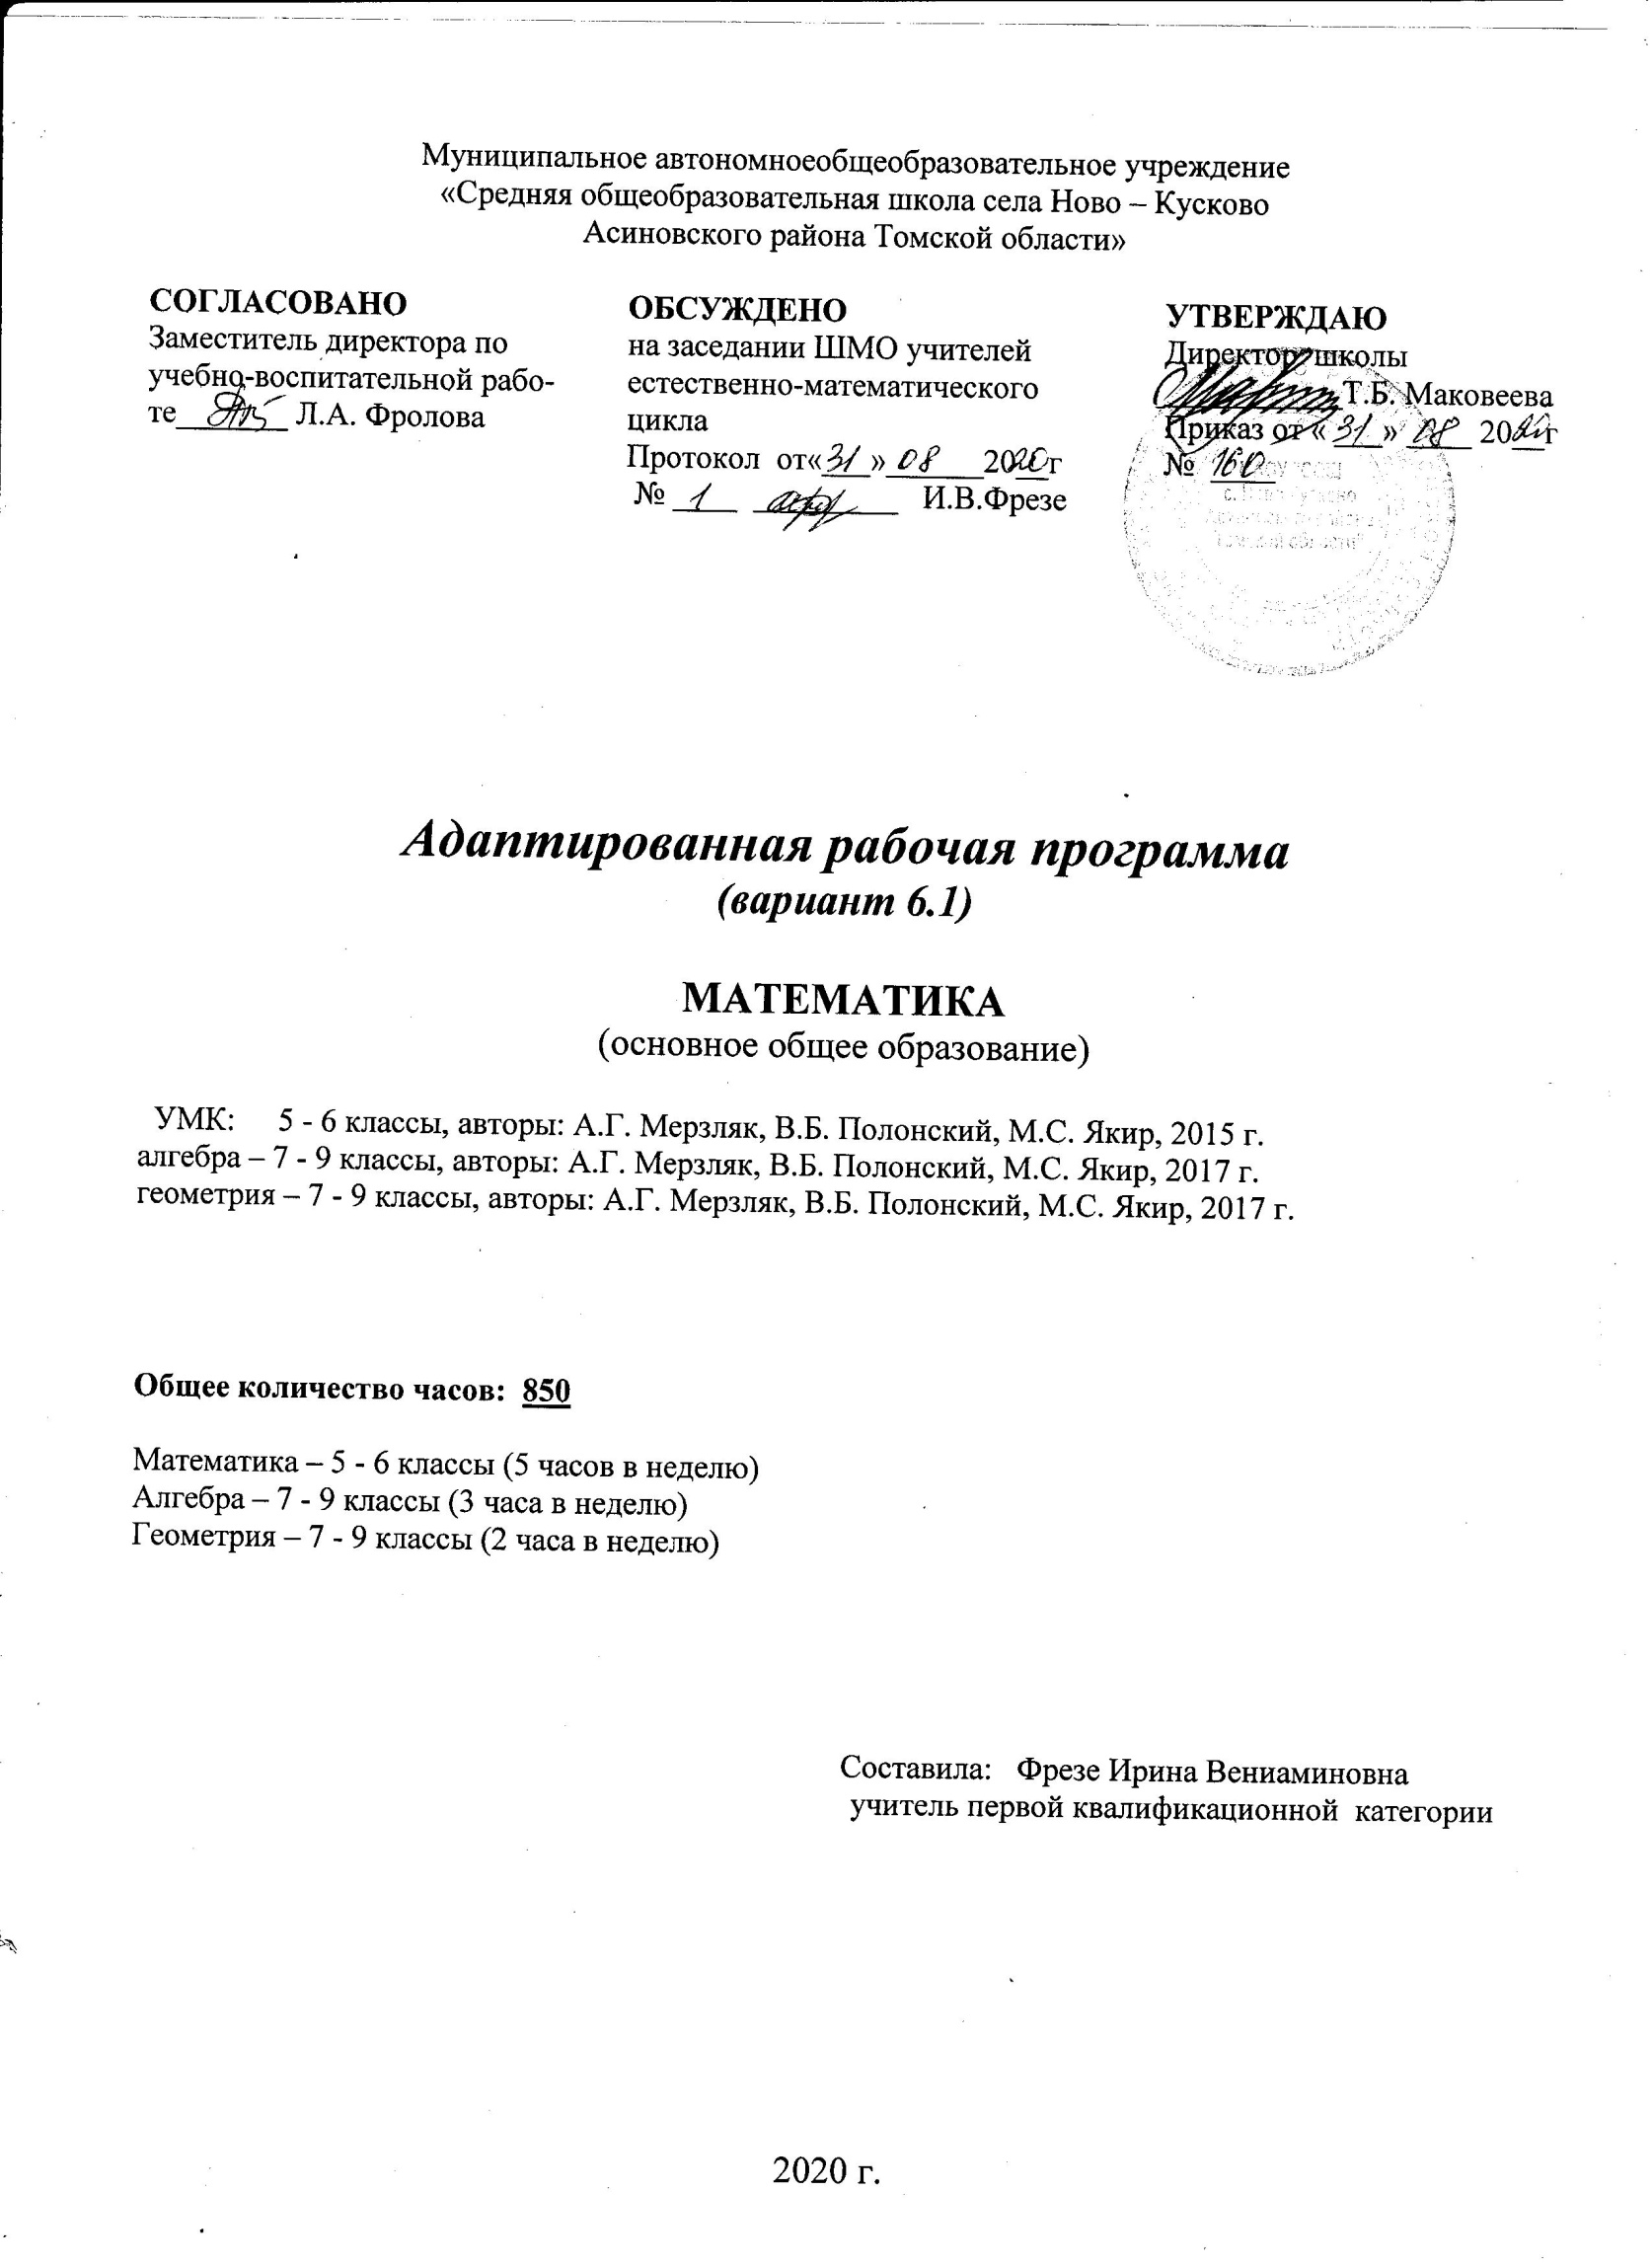 Муниципальное автономноеобщеобразовательное учреждение
«Средняя общеобразовательная школа села Ново – Кусково
Асиновского района Томской области»
СОГЛАСОВАНО
Заместитель директора по
учебно-воспитательной рабо-
те________ Л.А. Фролова
ОБСУЖДЕНО
на заседании ШМО учителей
естественно-математического
цикла
Протокол от«31» 08 2020г
№ 1 ________ И.В.Фрезе
УТВЕРЖДАЮ
Директор школы
Т.Б. Маковеева
Приказ от «31» 08 2020г
№ 160
Адаптированная рабочая программа
(вариант 6.1)
МАТЕМАТИКА
(основное общее образование)
УМК: 5 - 6 классы, авторы: А.Г. Мерзляк, В.Б. Полонский, М.С. Якир, 2015 г.
алгебра – 7 - 9 классы, авторы: А.Г. Мерзляк, В.Б. Полонский, М.С. Якир, 2017 г.
геометрия – 7 - 9 классы, авторы: А.Г. Мерзляк, В.Б. Полонский, М.С. Якир, 2017 г.
Общее количество часов: 850
Математика – 5 - 6 классы (5 часов в неделю)
Алгебра – 7 - 9 классы (3 часа в неделю)
Геометрия – 7 - 9 классы (2 часа в неделю)
Составила: Фрезе Ирина Вениаминовна
учитель первой квалификационной категории
2020 г.